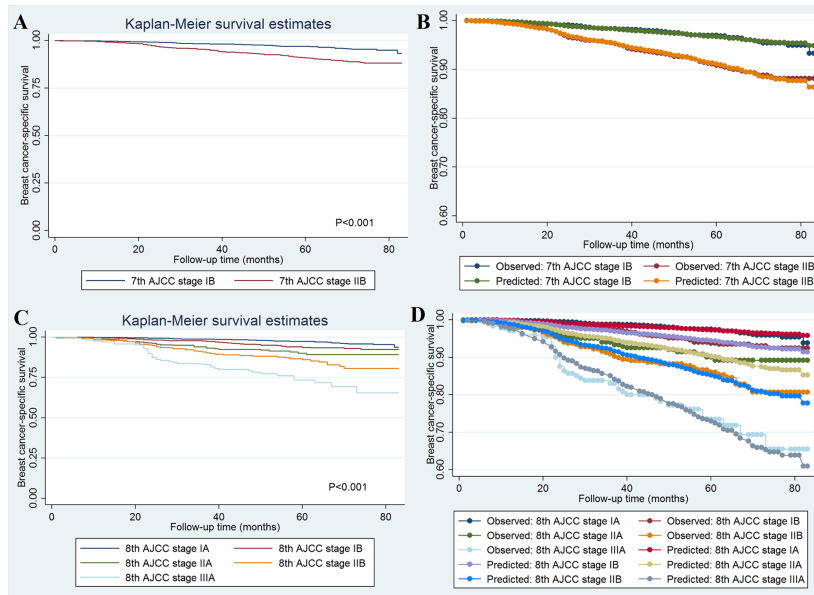 A
Kaplan-Meier survival estimates
Breast cancer-specific survival
1.00
0.75
0.50
0.25
0.00
P<0.001
0 20 40 60 80
Follow-up time (months)
7th AJCC stage IB 7th AJCC stage IIB
B
Breast cancer-specific survival
1.00
0.90
0.80
0.70
0.60
0 20 40 60 80
Follow-up time (months)
Observed: 7th AJCC stage IB Observed: 7th AJCC stage IIB
Predicted: 7th AJCC stage IB Predicted: 7th AJCC stage IIB
C
Kaplan-Meier survival estimates
Breast cancer-specific survival
1.00
0.75
0.50
0.25
0.00
P<0.001
0 20 40 60 80
Follow-up time (months)
8th AJCC stage IA 8th AJCC stage IB
8th AJCC stage IIA 8th AJCC stage IIB
8th AJCC stage IIIA
D
Breast cancer-specific survival
1.00
0.90
0.80
0.70
0.60
0 20 40 60 80
Follow-up time (months)
Observed: 8th AJCC stage IA Observed: 8th AJCC stage IB
Observed: 8th AJCC stage IIA Observed: 8th AJCC stage IIB
Observed: 8th AJCC stage IIIA Predicted: 8th AJCC stage IA
Predicted: 8th AJCC stage IB Predicted: 8th AJCC stage IIA
Predicted: 8th AJCC stage IIB Predicted: 8th AJCC stage IIIA